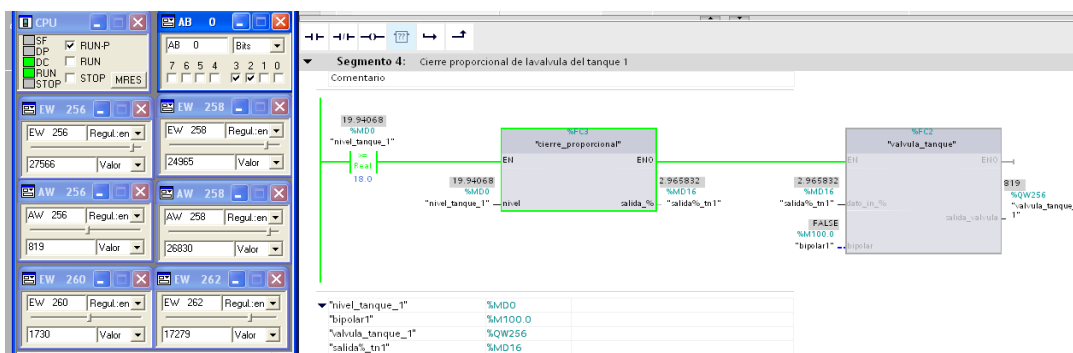 CPU
SF
DP
DC
RUN
STOP
RUN-P
RUN
STOP
MRES
AB 0
AB 0 Bits
7 6 5 4 3 2 1 0
EW 256
EW 256 Regul.:en
27566 Valor
EW 258
EW 258 Regul.:en
24965 Valor
AW 256
AW 256 Regul.:en
819 Valor
AW 258
AW 258 Regul.:en
26830 Valor
EW 260
EW 260 Regul.:en
1730 Valor
EW 262
EW 262 Regul.:en
17279 Valor
??
Segmento 4: Cierre proporcional de lavalvula del tanque 1
Comentario
19.94068
%MD0
"nivel_tanque_1"
>=
Real
18.0
%FC3
"cierre_proporcional"
EN ENO
19.94068
%MD0
"nivel_tanque_1" nivel
2.965832
%MD16
salida_% "salida%_tn1"
%FC2
"valvula_tanque"
EN ENO
2.965832
%MD16
"salida%_tn1" dato_in_%
FALSE
%M100.0
"bipolar1" bipolar
819
%QW256
"valvula_tanque_
1"
salida_valvula
"nivel_tanque_1" %MD0
"bipolar1" %M100.0
"valvula_tanque_1" %QW256
"salida%_tn1" %MD16